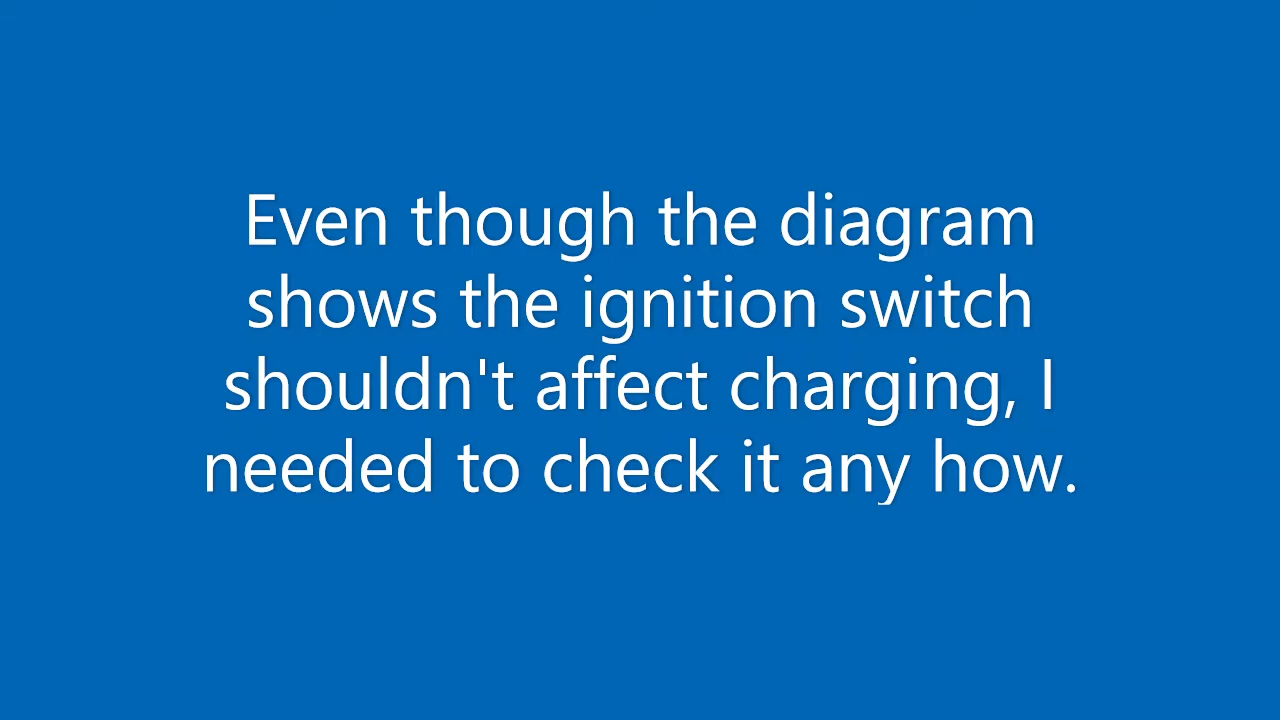 Even though the diagram
shows the ignition switch
shouldn't affect charging, I
needed to check it any how.